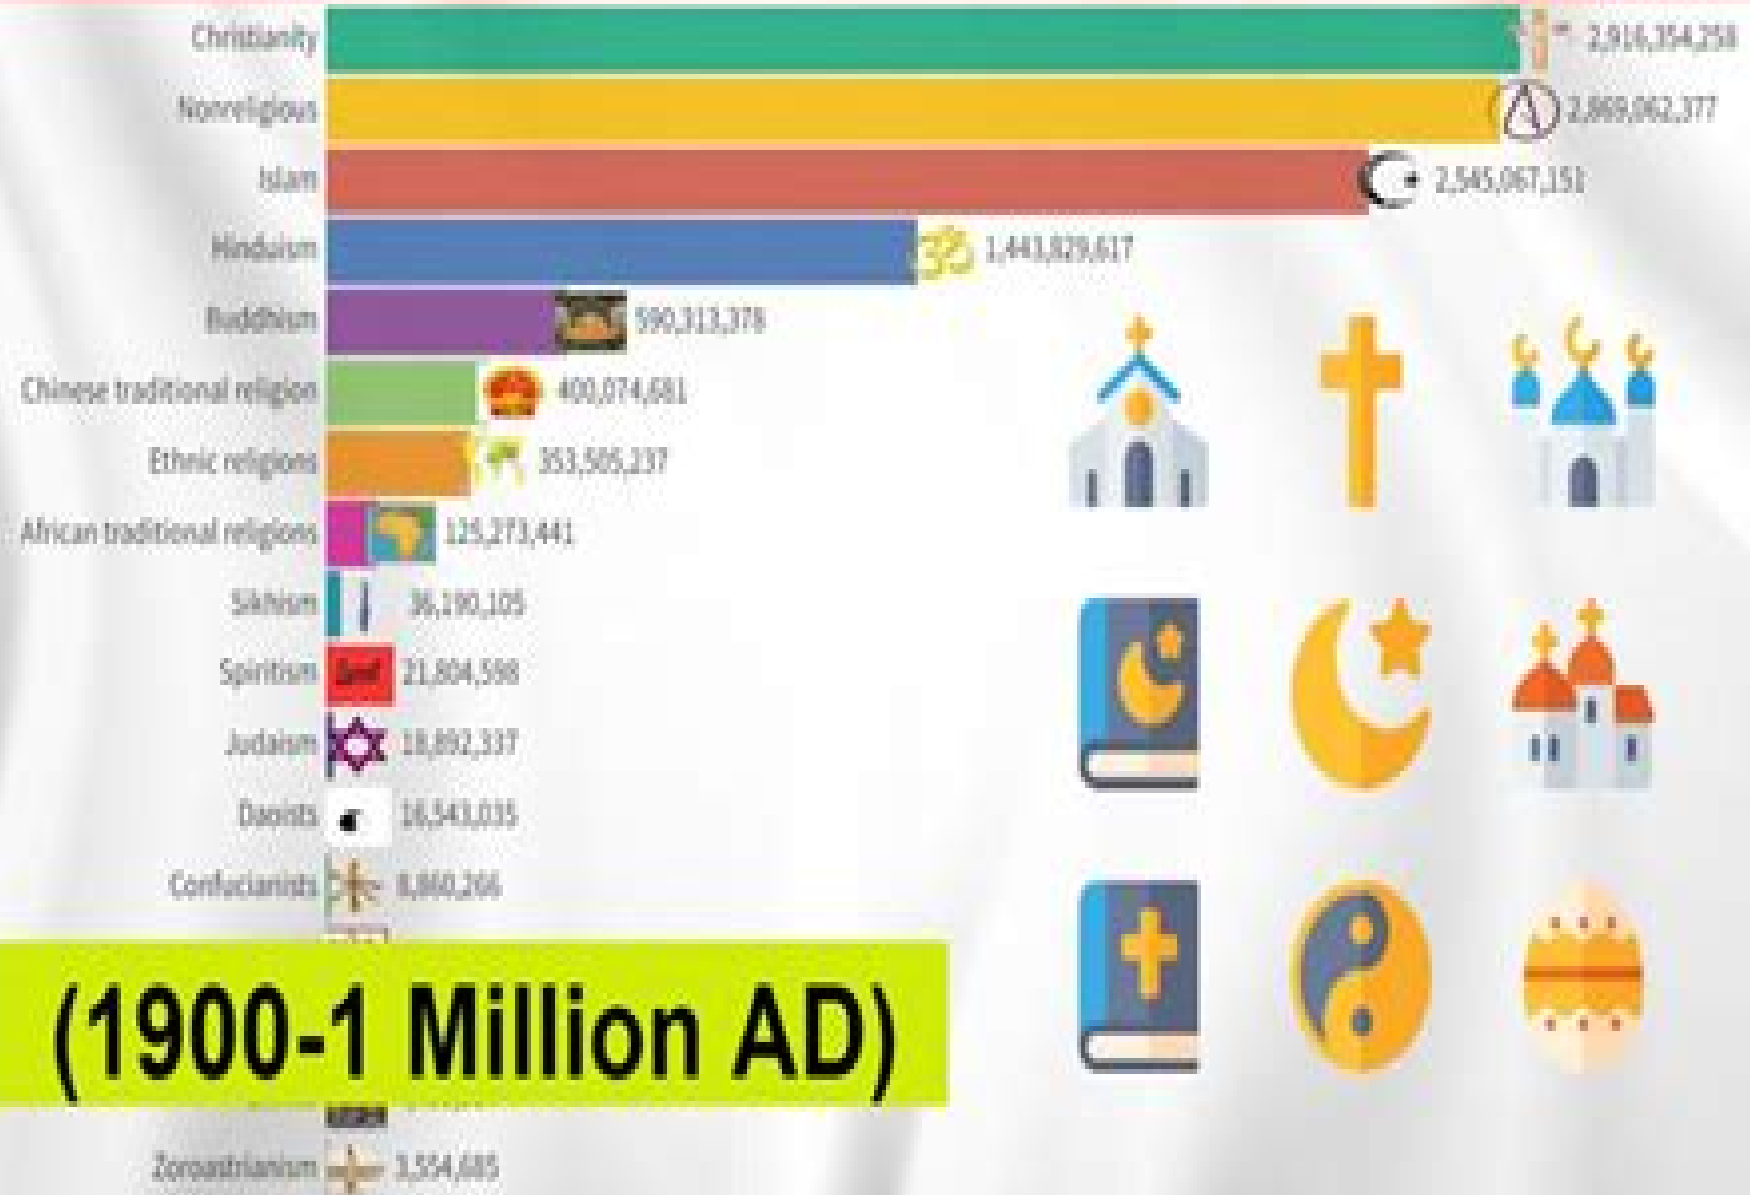 Christianity 2,916,354,258
Nonreligious 2,869,062,377
Islam 2,545,067,151
Hinduism 1,443,829,617
Buddhism 590,313,378
Chinese traditional religion 400,074,681
Ethnic religions 353,505,237
African traditional religions 125,273,441
Sikhism 36,190,105
Spiritism 21,804,598
Judaism 18,892,337
Daoists 16,543,035
Confucianists 8,860,266
(1900-1 Million AD)
Zoroastrianism 3,554,685